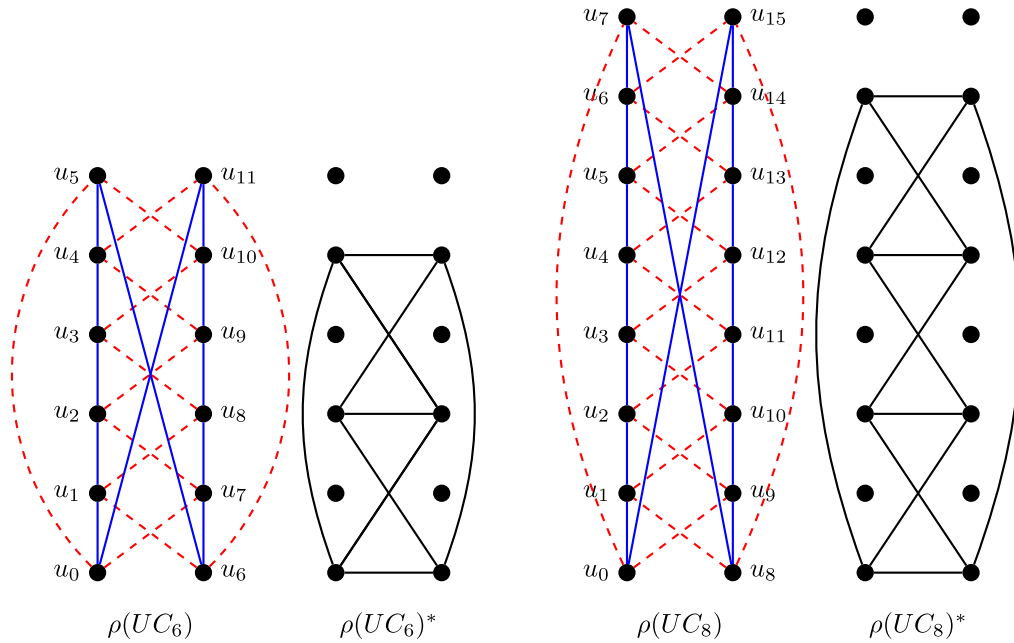 u₇ u₁₅
u₆ u₁₄
u₅ u₁₁ u₅ u₁₃
u₄ u₁₀ u₄ u₁₂
u₃ u₉ u₃ u₁₁
u₂ u₈ u₂ u₁₀
u₁ u₇ u₁ u₉
u₀ u₆ u₀ u₈
ρ(UC₆) ρ(UC₆)* ρ(UC₈) ρ(UC₈)*